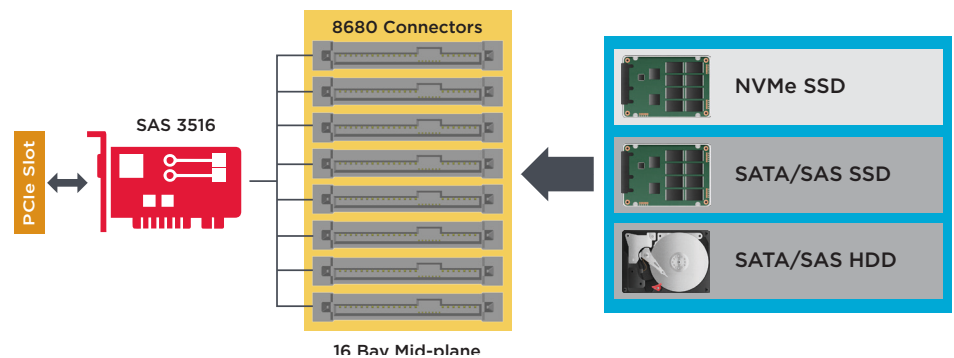 8680 Connectors
SAS 3516
PCIe Slot
NVMe SSD
SATA/SAS SSD
SATA/SAS HDD
16 Bay Mid-plane